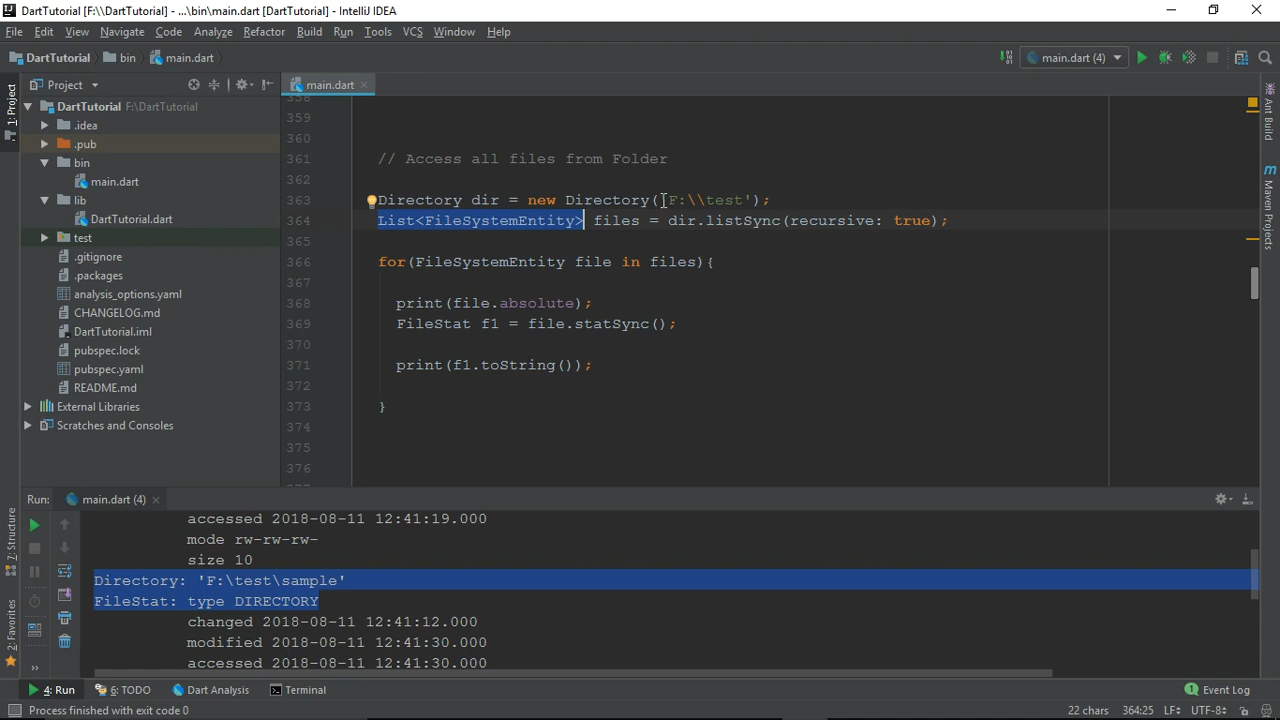 DartTutorial [F:\\DartTutorial] - ...\bin\main.dart [DartTutorial] - IntelliJ IDEA
File Edit View Navigate Code Analyze Refactor Build Run Tools VCS Window Help
DartTutorial bin main.dart main.dart (4)
Project main.dart
1: Project
DartTutorial F:\DartTutorial
.idea
.pub
bin
main.dart
lib
DartTutorial.dart
test
.gitignore
.packages
analysis_options.yaml
CHANGELOG.md
DartTutorial.iml
pubspec.lock
pubspec.yaml
README.md
External Libraries
Scratches and Consoles
7: Structure
2: Favorites
358
359
360
361 // Access all files from Folder
362
363 Directory dir = new Directory('F:\\test');
364 List<FileSystemEntity> files = dir.listSync(recursive: true);
365
366 for(FileSystemEntity file in files){
367
368 print(file.absolute);
369 FileStat f1 = file.statSync();
370
371 print(f1.toString());
372
373 }
374
375
376
Ant Build
Maven Projects
Run: main.dart (4)
accessed 2018-08-11 12:41:19.000
mode rw-rw-rw-
size 10
Directory: 'F:\test\sample'
FileStat: type DIRECTORY
changed 2018-08-11 12:41:12.000
modified 2018-08-11 12:41:30.000
accessed 2018-08-11 12:41:30.000
4: Run 6: TODO Dart Analysis Terminal 1 Event Log
Process finished with exit code 0 22 chars 364:25 LF UTF-8